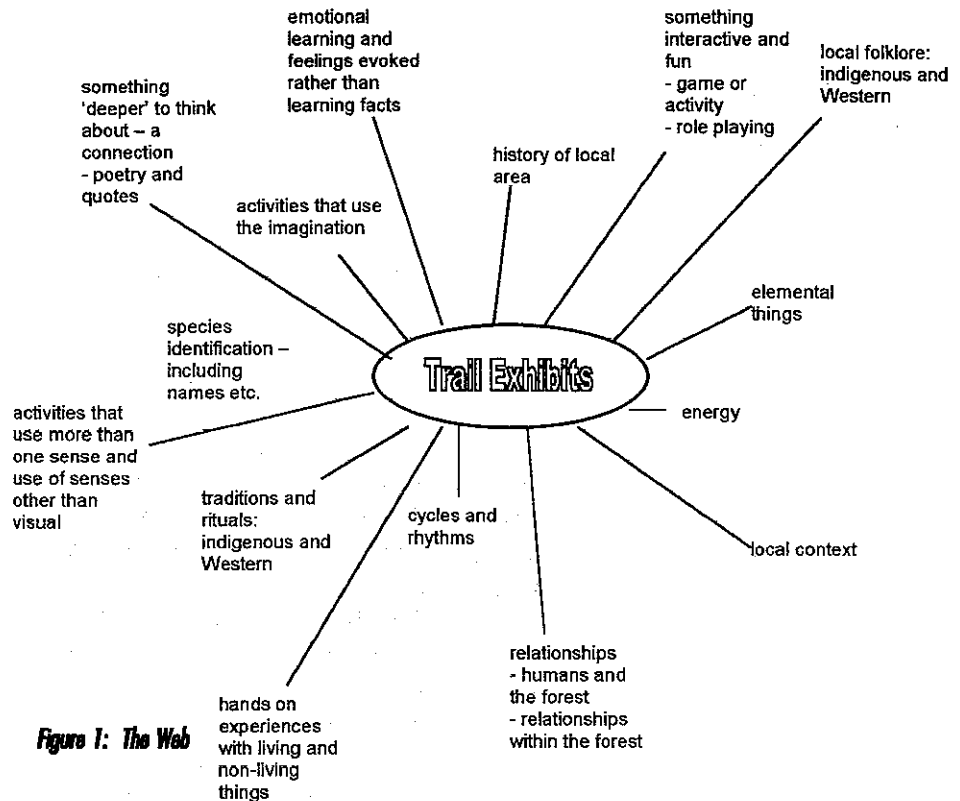 emotional
learning and
feelings evoked
rather than
learning facts
something
interactive and
fun
- game or
activity
- role playing
local folklore:
indigenous and
Western
something
'deeper' to think
about – a
connection
- poetry and
quotes
history of local
area
activities that use
the imagination
elemental
things
species
identification –
including
names etc.
Trail Exhibits
energy
activities that
use more than
one sense and
use of senses
other than
visual
traditions and
rituals:
indigenous and
Western
cycles and
rhythms
local context
relationships
- humans and
the forest
- relationships
within the forest
hands on
experiences
with living and
non-living
things
Figure 1: The Web